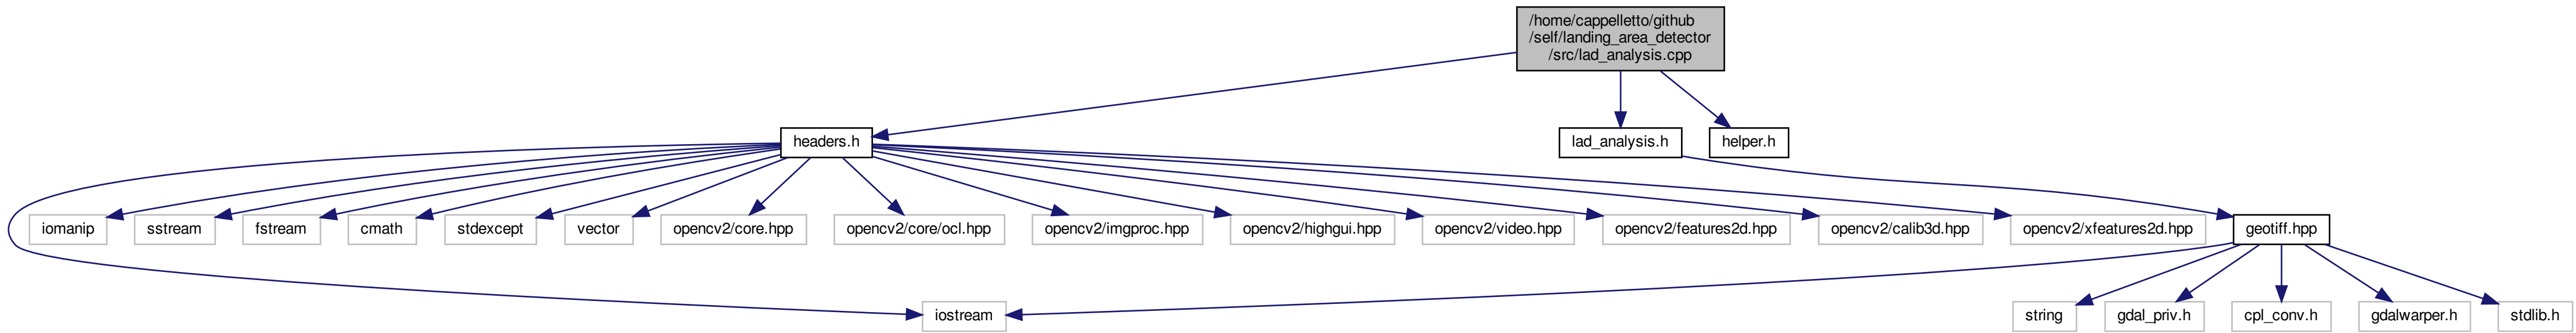 /home/cappelletto/github
/self/landing_area_detector
/src/lad_analysis.cpp
headers.h
lad_analysis.h
helper.h
iomanip
sstream
fstream
cmath
stdexcept
vector
opencv2/core.hpp
opencv2/core/ocl.hpp
opencv2/imgproc.hpp
opencv2/highgui.hpp
opencv2/video.hpp
opencv2/features2d.hpp
opencv2/calib3d.hpp
opencv2/xfeatures2d.hpp
geotiff.hpp
iostream
string
gdal_priv.h
cpl_conv.h
gdalwarper.h
stdlib.h